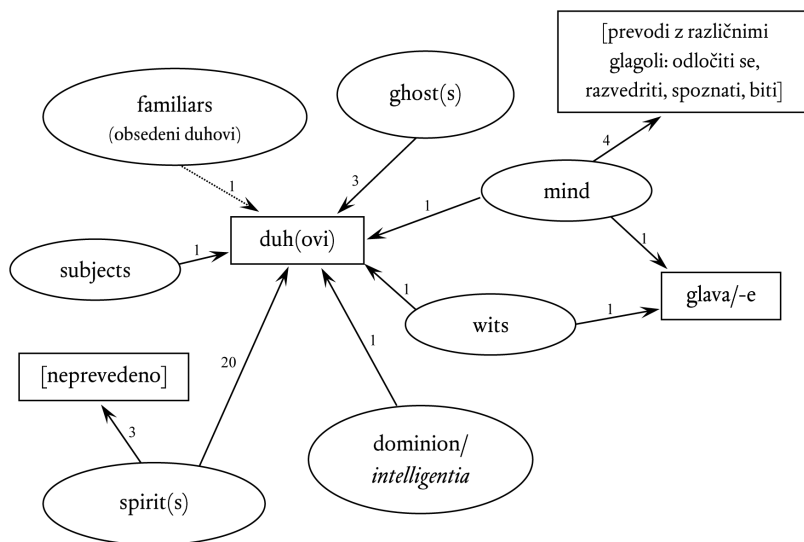 [prevodi z različnimi
glagoli: odločiti se,
razvedriti, spoznati, biti]
familiars
(obsedeni duhovi)
ghost(s)
4
1
3
mind
1
duh(ovi)
1
1
subjects
1
glava/-e
1
wits
1
[neprevedeno]
20
3
dominion/
intelligentia
spirit(s)